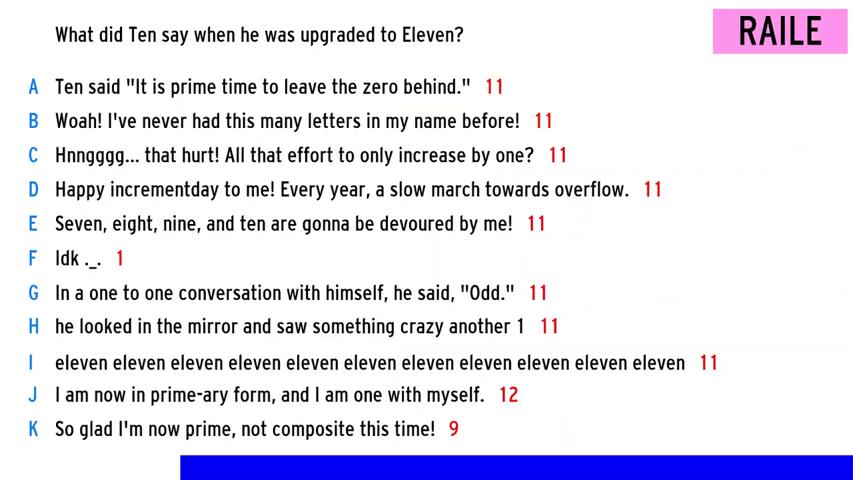 What did Ten say when he was upgraded to Eleven?
RAILE
A Ten said "It is prime time to leave the zero behind." 11
B Woah! I've never had this many letters in my name before! 11
C Hnngggg... that hurt! All that effort to only increase by one? 11
D Happy incrementday to me! Every year, a slow march towards overflow. 11
E Seven, eight, nine, and ten are gonna be devoured by me! 11
F Idk ._. 1
G In a one to one conversation with himself, he said, "Odd." 11
H he looked in the mirror and saw something crazy another 1 11
I eleven eleven eleven eleven eleven eleven eleven eleven eleven eleven eleven 11
J I am now in prime-ary form, and I am one with myself. 12
K So glad I'm now prime, not composite this time! 9